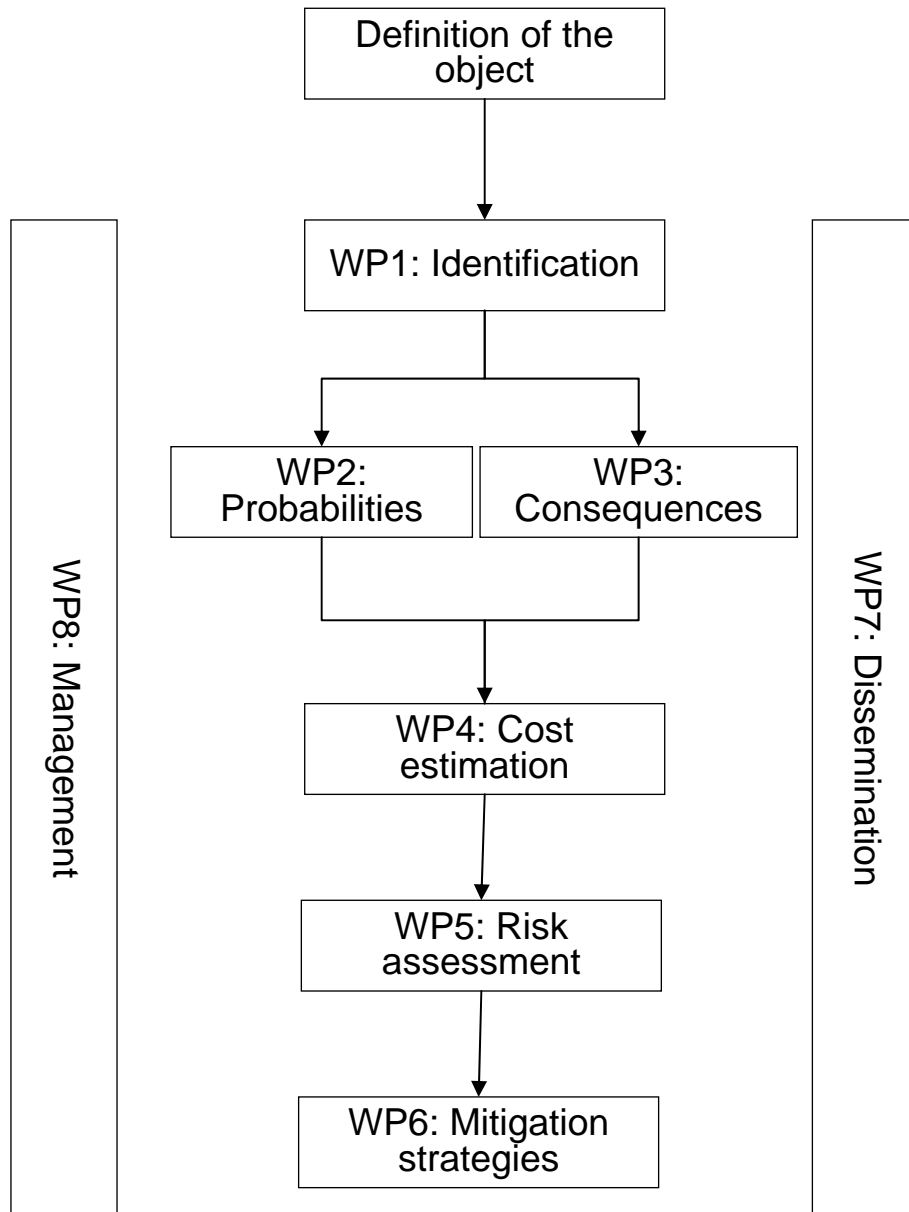 Definition of the
object
WP1: Identification
WP2:
Probabilities
WP3:
Consequences
WP8: Management
WP7: Dissemination
WP4: Cost
estimation
WP5: Risk
assessment
WP6: Mitigation
strategies